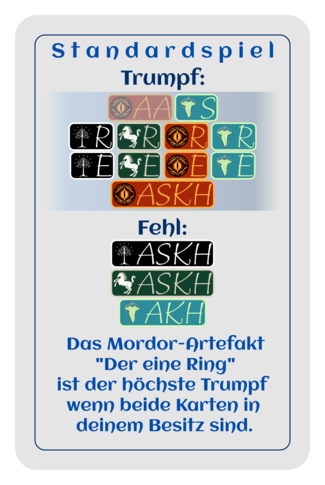 Standardspiel
Trumpf:
AA S
R R R R
E E E E
ASKH
Fehl:
ASKH
ASKH
AKH
Das Mordor-Artefakt
"Der eine Ring"
ist der höchste Trumpf
wenn beide Karten in
deinem Besitz sind.